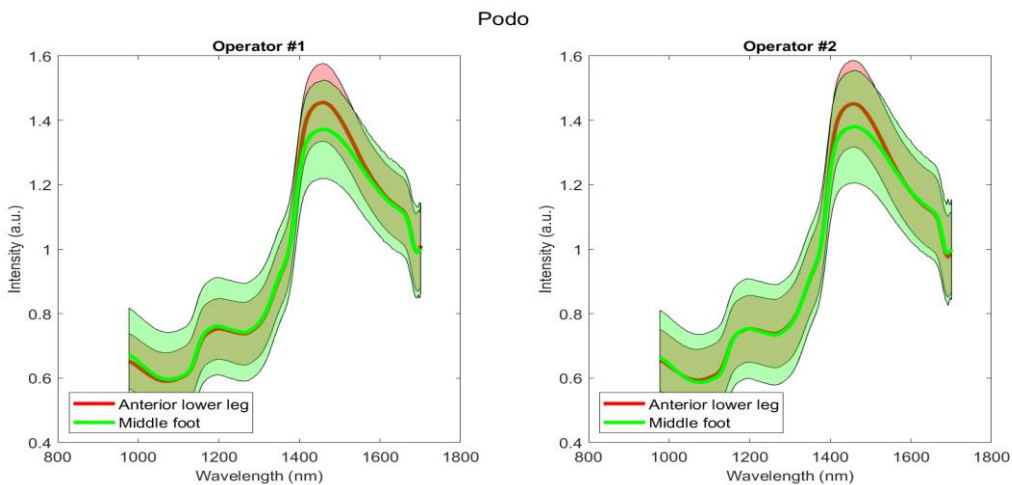 Podo
Operator #1
1.6
1.4
1.2
1
0.8
0.6
0.4
Intensity (a.u.)
800
1000
1200
1400
1600
1800
Wavelength (nm)
Anterior lower leg
Middle foot
Operator #2
1.6
1.4
1.2
1
0.8
0.6
0.4
Intensity (a.u.)
800
1000
1200
1400
1600
1800
Wavelength (nm)
Anterior lower leg
Middle foot